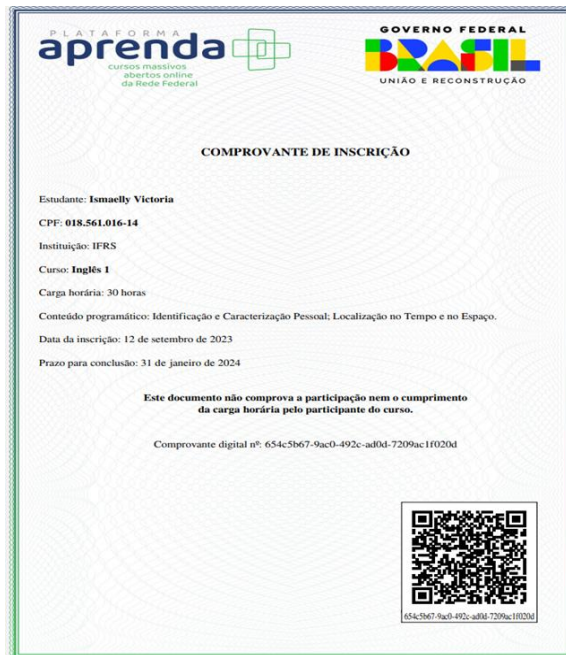 PLATAFORMA
aprenda
cursos massivos
abertos online
da Rede Federal
GOVERNO FEDERAL
BRASIL
UNIÃO E RECONSTRUÇÃO
COMPROVANTE DE INSCRIÇÃO
Estudante: Ismaelly Victoria
CPF: 018.561.016-14
Instituição: IFRS
Curso: Inglês 1
Carga horária: 30 horas
Conteúdo programático: Identificação e Caracterização Pessoal; Localização no Tempo e no Espaço.
Data da inscrição: 12 de setembro de 2023
Prazo para conclusão: 31 de janeiro de 2024
Este documento não comprova a participação nem o cumprimento
da carga horária pelo participante do curso.
Comprovante digital nº: 654c5b67-9ac0-492c-ad0d-7209ac1f020d
654c5b67-9ac0-492c-ad0d-7209ac1f020d